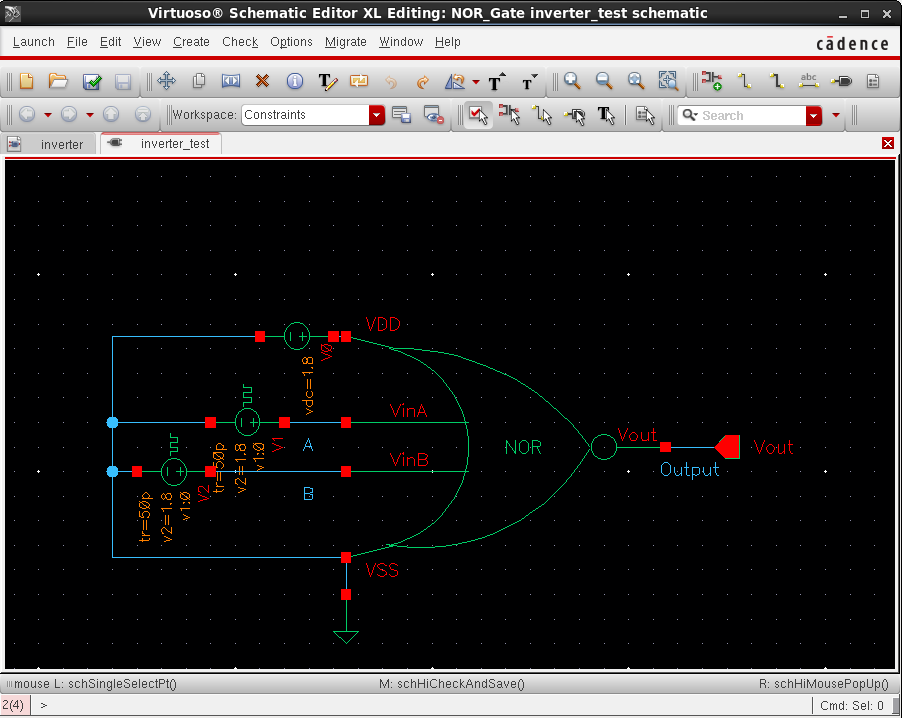 Virtuoso® Schematic Editor XL Editing: NOR_Gate inverter_test schematic
Launch File Edit View Create Check Options Migrate Window Help
cādence
abc
Workspace: Constraints
Search
inverter
inverter_test
VDD
V0
vdc=1.8
VinA
V1
A
v1:0
v2=1.8
tr=50p
VinB
V2
B
v1:0
v2=1.8
tr=50p
NOR
Vout
Output
Vout
VSS
mouse L: schSingleSelectPt() M: schHiCheckAndSave() R: schHiMousePopUp()
2(4) > Cmd: Sel: 0